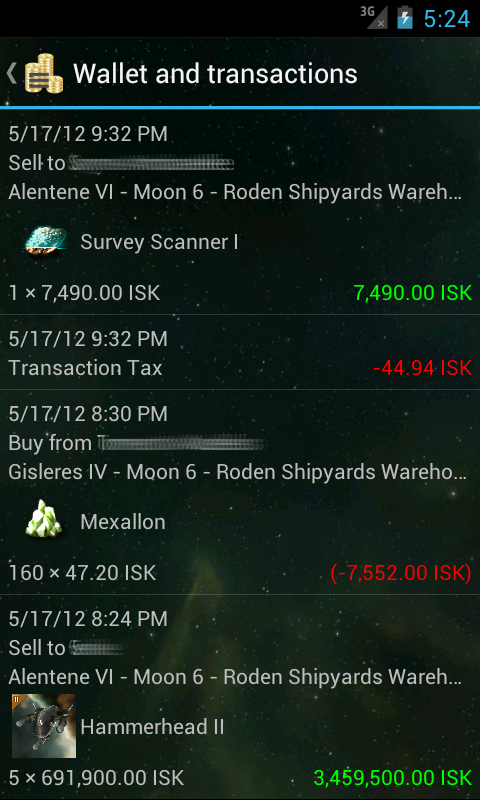 3G
5:24
Wallet and transactions
5/17/12 9:32 PM
Sell to
Alentene VI - Moon 6 - Roden Shipyards Wareh...
Survey Scanner I
1 × 7,490.00 ISK 7,490.00 ISK
5/17/12 9:32 PM
Transaction Tax -44.94 ISK
5/17/12 8:30 PM
Buy from
Gisleres IV - Moon 6 - Roden Shipyards Wareho...
Mexallon
160 × 47.20 ISK (-7,552.00 ISK)
5/17/12 8:24 PM
Sell to
Alentene VI - Moon 6 - Roden Shipyards Wareh...
II
Hammerhead II
5 × 691,900.00 ISK 3,459,500.00 ISK